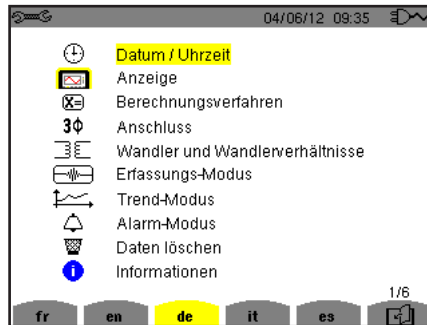 04/06/12 09:35
Datum / Uhrzeit
Anzeige
X= Berechnungsverfahren
3Φ Anschluss
Wandler und Wandlerverhältnisse
Erfassungs-Modus
Trend-Modus
Alarm-Modus
Daten löschen
i Informationen
1/6
fr en de it es